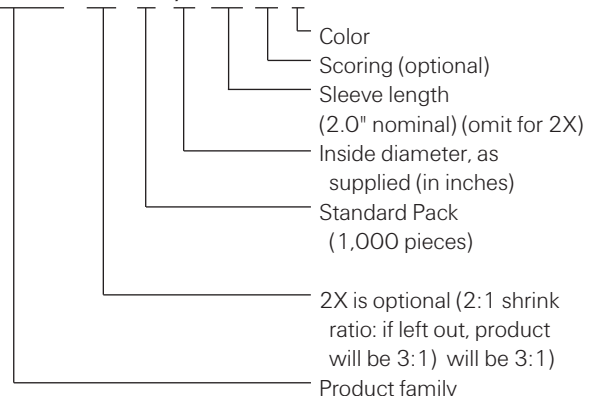 Color
Scoring (optional)
Sleeve length
(2.0" nominal) (omit for 2X)
Inside diameter, as
supplied (in inches)
Standard Pack
(1,000 pieces)
2X is optional (2:1 shrink
ratio: if left out, product
will be 3:1) will be 3:1)
Product family